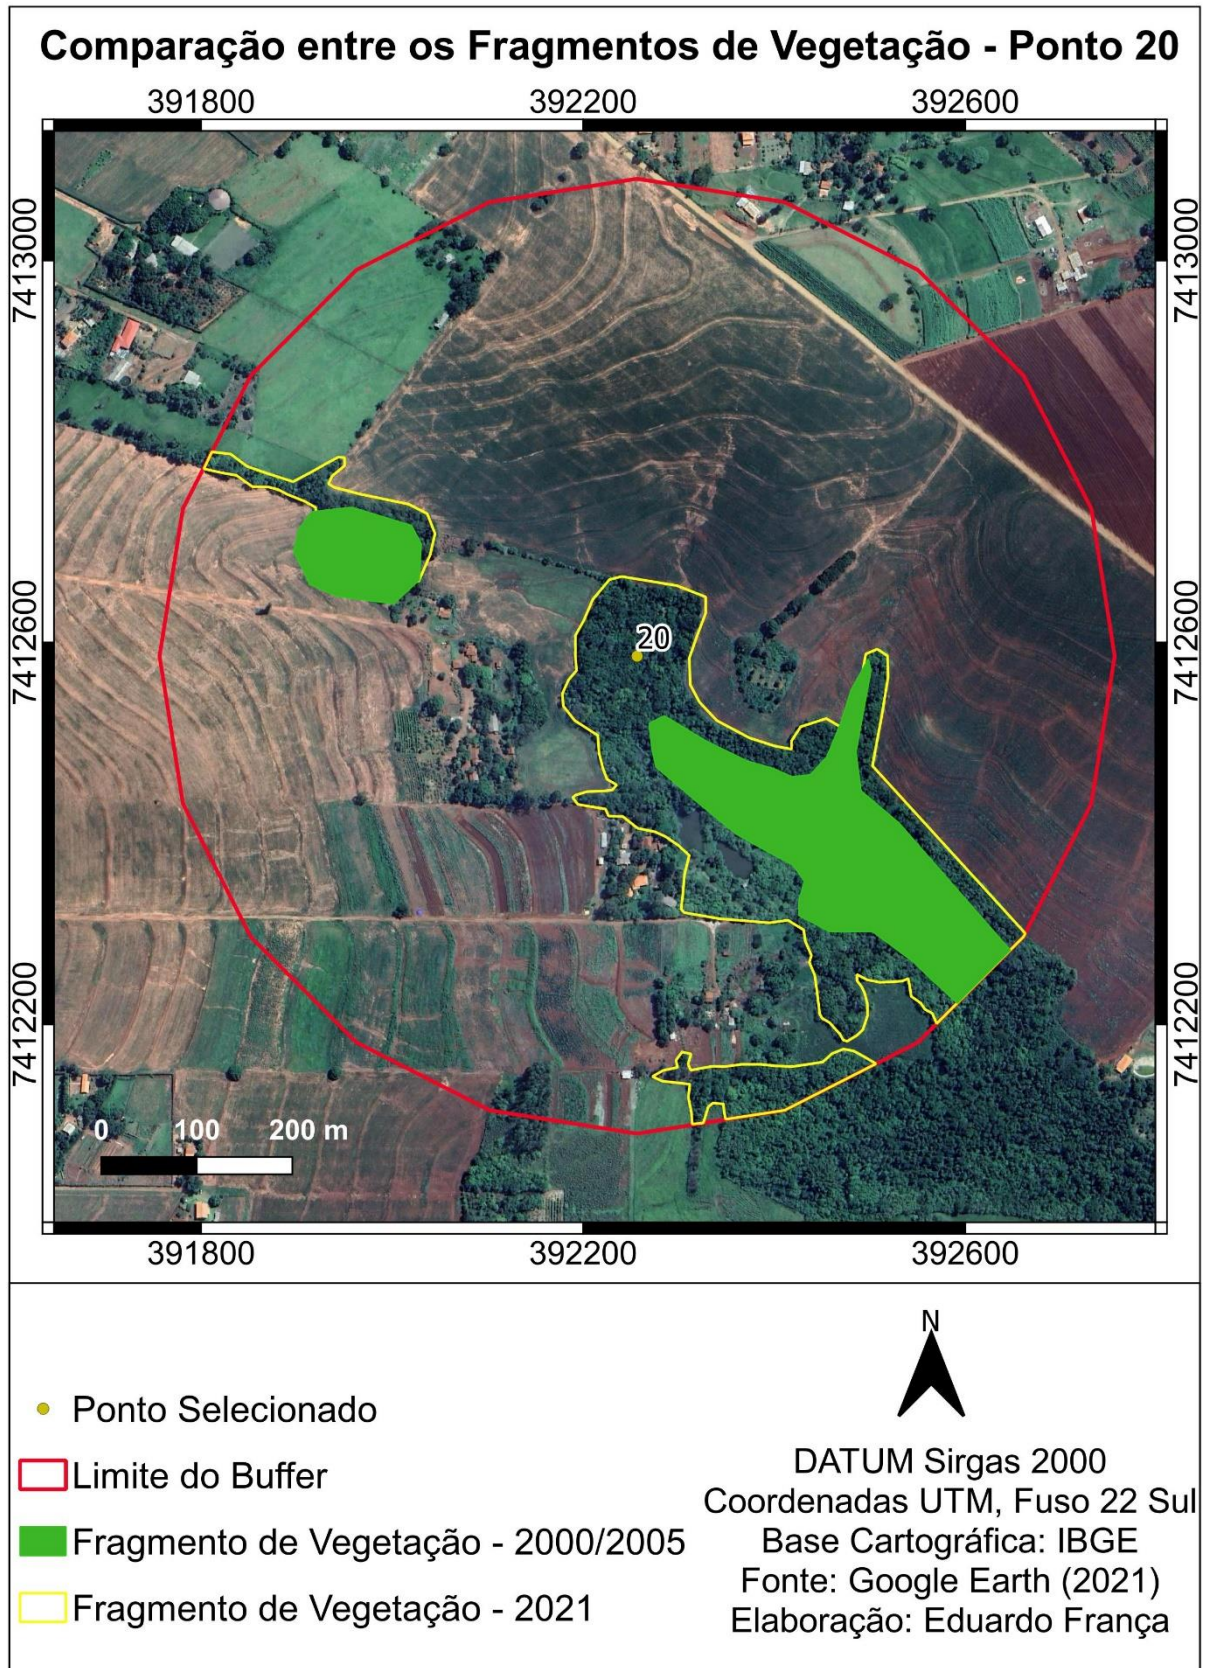 Comparação entre os Fragmentos de Vegetação - Ponto 20
391800 392200 392600
7413000 7413000
20
7412600 7412600
7412200 7412200
0 100 200 m
391800 392200 392600
Ponto Selecionado
Limite do Buffer
Fragmento de Vegetação - 2000/2005
Fragmento de Vegetação - 2021
N
DATUM Sirgas 2000
Coordenadas UTM, Fuso 22 Sul
Base Cartográfica: IBGE
Fonte: Google Earth (2021)
Elaboração: Eduardo França